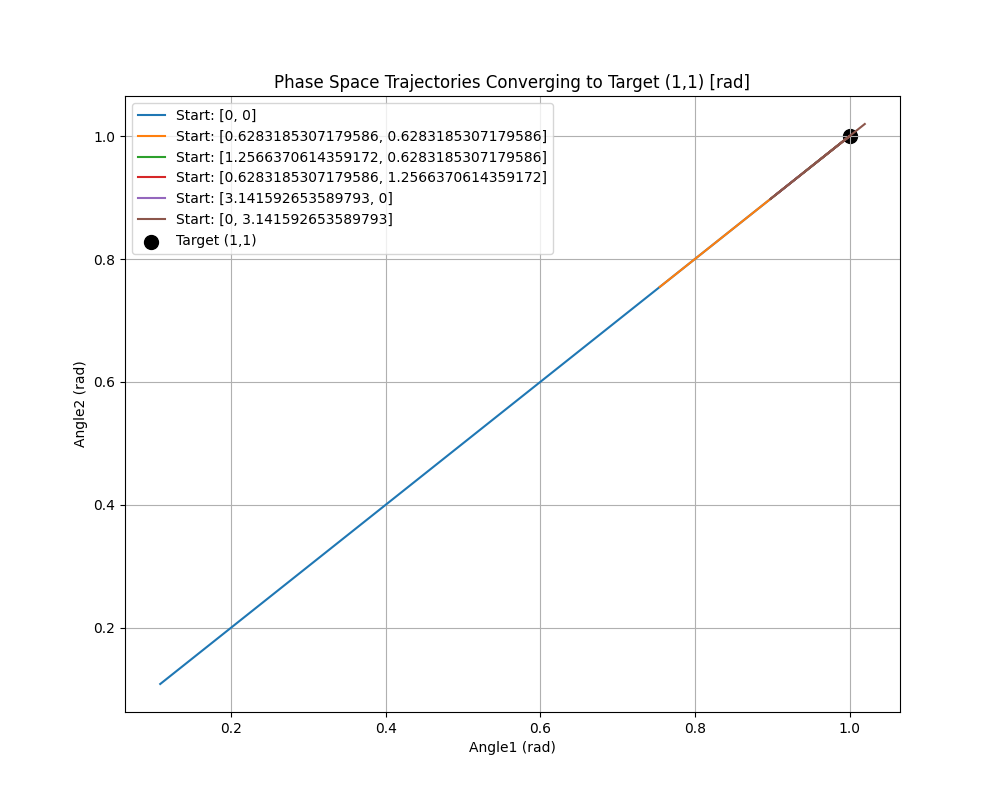 Phase Space Trajectories Converging to Target (1,1) [rad]
Start: [0, 0]
Start: [0.6283185307179586, 0.6283185307179586]
Start: [1.2566370614359172, 0.6283185307179586]
Start: [0.6283185307179586, 1.2566370614359172]
Start: [3.141592653589793, 0]
Start: [0, 3.141592653589793]
Target (1,1)
Angle2 (rad)
1.0
0.8
0.6
0.4
0.2
0.2 0.4 0.6 0.8 1.0
Angle1 (rad)